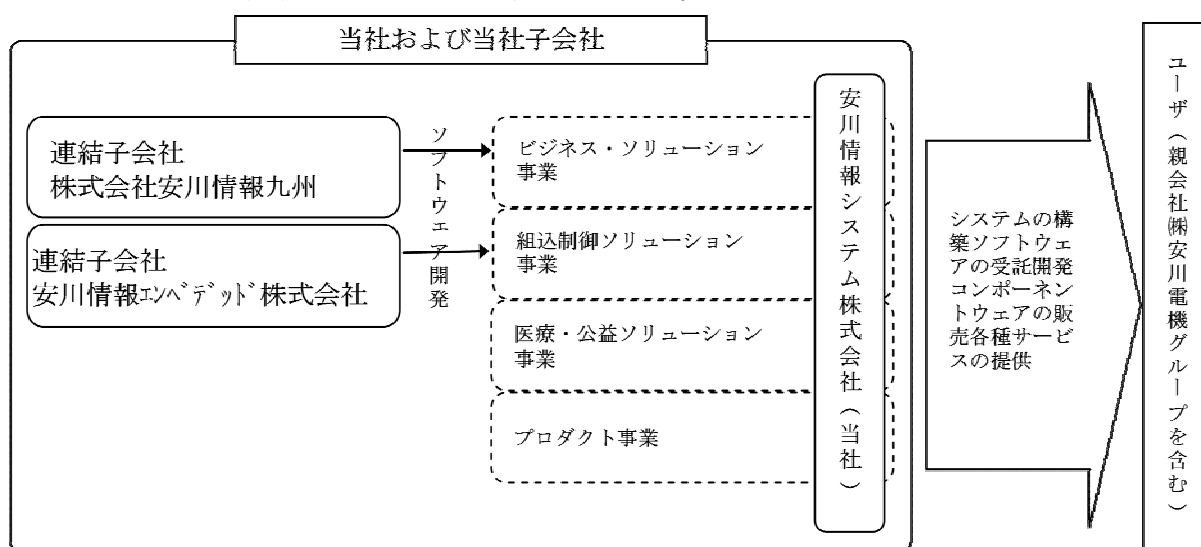 当社および当社子会社
連結子会社
株式会社安川情報九州
連結子会社
安川情報ｴﾝﾍﾞﾃﾞｯﾄﾞ株式会社
ソフトウェア開発
ビジネス・ソリューション
事業
組込制御ソリューション
事業
医療・公益ソリューション
事業
プロダクト事業
安川情報システム株式会社（当社）
システムの構
築ソフトウェ
アの受託開発
コンポーネン
トウェアの販
売各種サービ
スの提供
ユーザ（親会社㈱安川電機グループを含む）